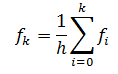 f_k = \frac{1}{h} \sum_{i=0}^{k} f_i